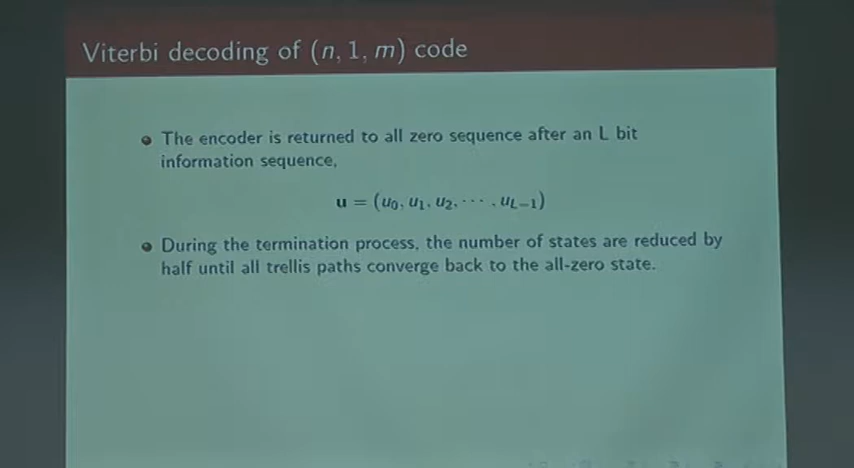 Viterbi decoding of (n, 1, m) code
The encoder is returned to all zero sequence after an L bit
information sequence,
u = (u₀, u₁, u₂, ⋯ , u_{L−1})
During the termination process, the number of states are reduced by
half until all trellis paths converge back to the all-zero state.